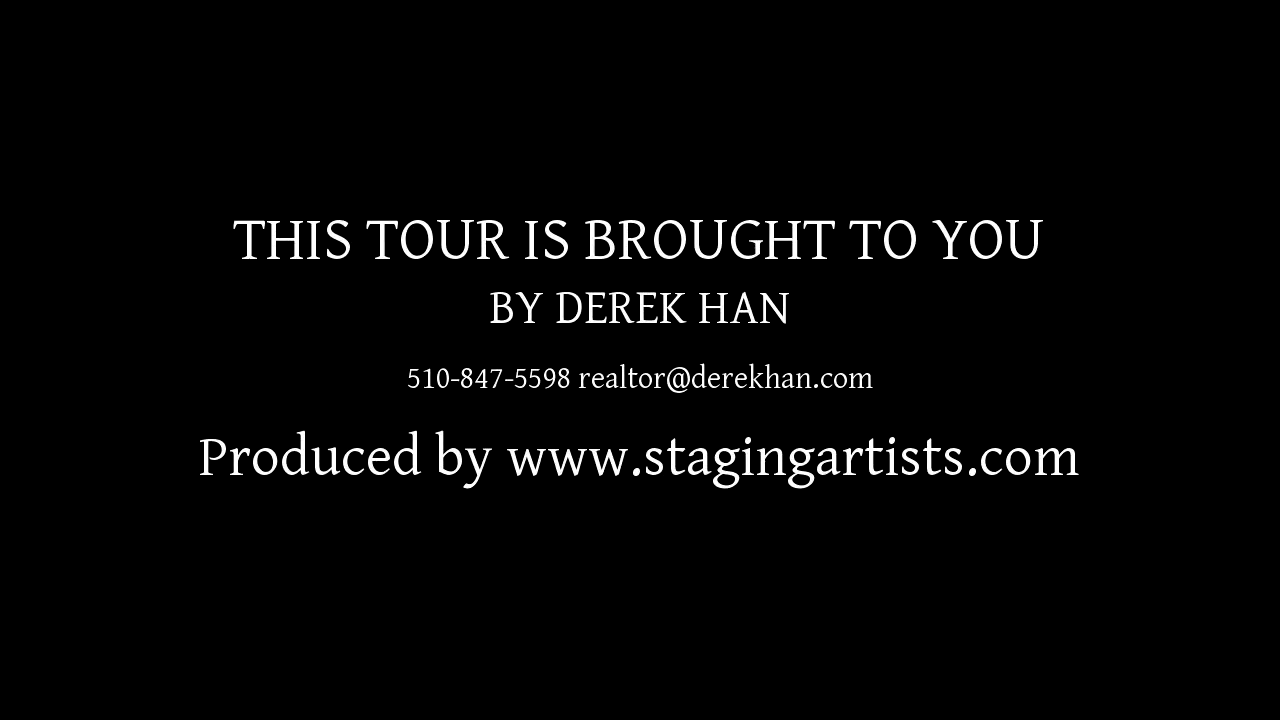 THIS TOUR IS BROUGHT TO YOU
BY DEREK HAN
510-847-5598 realtor@derekhan.com
Produced by www.stagingartists.com